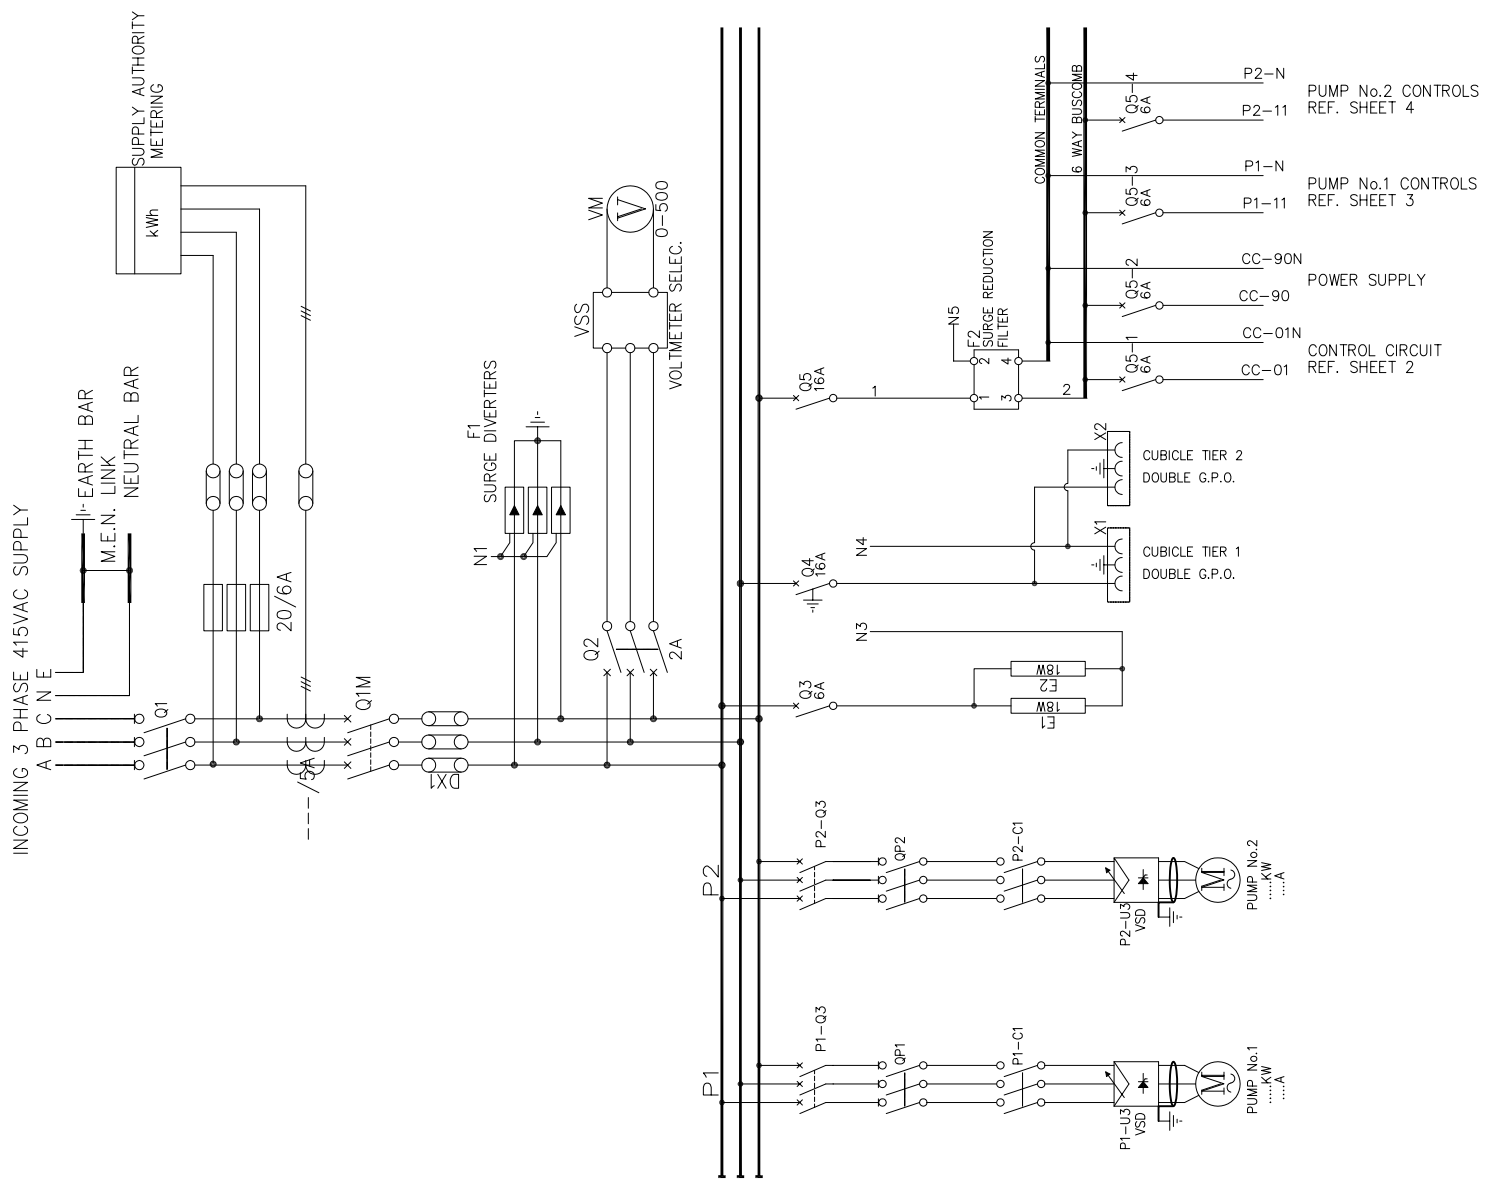 INCOMING 3 PHASE 415VAC SUPPLY
A B C N E
EARTH BAR
M.E.N. LINK
NEUTRAL BAR
SUPPLY AUTHORITY
METERING
kWh
20/6A
Q1
----/5A
Q1M
DX1
F1
SURGE DIVERTERS
N1
VM
V
0-500
VSS
VOLTMETER SELEC.
Q2
2A
P2
P1
COMMON TERMINALS
6 WAY BUSCOMB
Q5-4
6A
P2-N
P2-11
PUMP No.2 CONTROLS
REF. SHEET 4
Q5-3
6A
P1-N
P1-11
PUMP No.1 CONTROLS
REF. SHEET 3
Q5-2
6A
CC-90N
CC-90
POWER SUPPLY
Q5-1
6A
CC-01N
CC-01
CONTROL CIRCUIT
REF. SHEET 2
N5
F2
SURGE REDUCTION
FILTER
2 4
1 3
Q5
16A
1
2
X2
CUBICLE TIER 2
DOUBLE G.P.O.
N4
X1
CUBICLE TIER 1
DOUBLE G.P.O.
Q4
16A
N3
18W
E2
Q3
6A
18W
E1
P2-Q3
QP2
P2-C1
P2-U3
VSD
M
PUMP No.2
.....KW
....A
P1-Q3
QP1
P1-C1
P1-U3
VSD
M
PUMP No.1
.....KW
....A